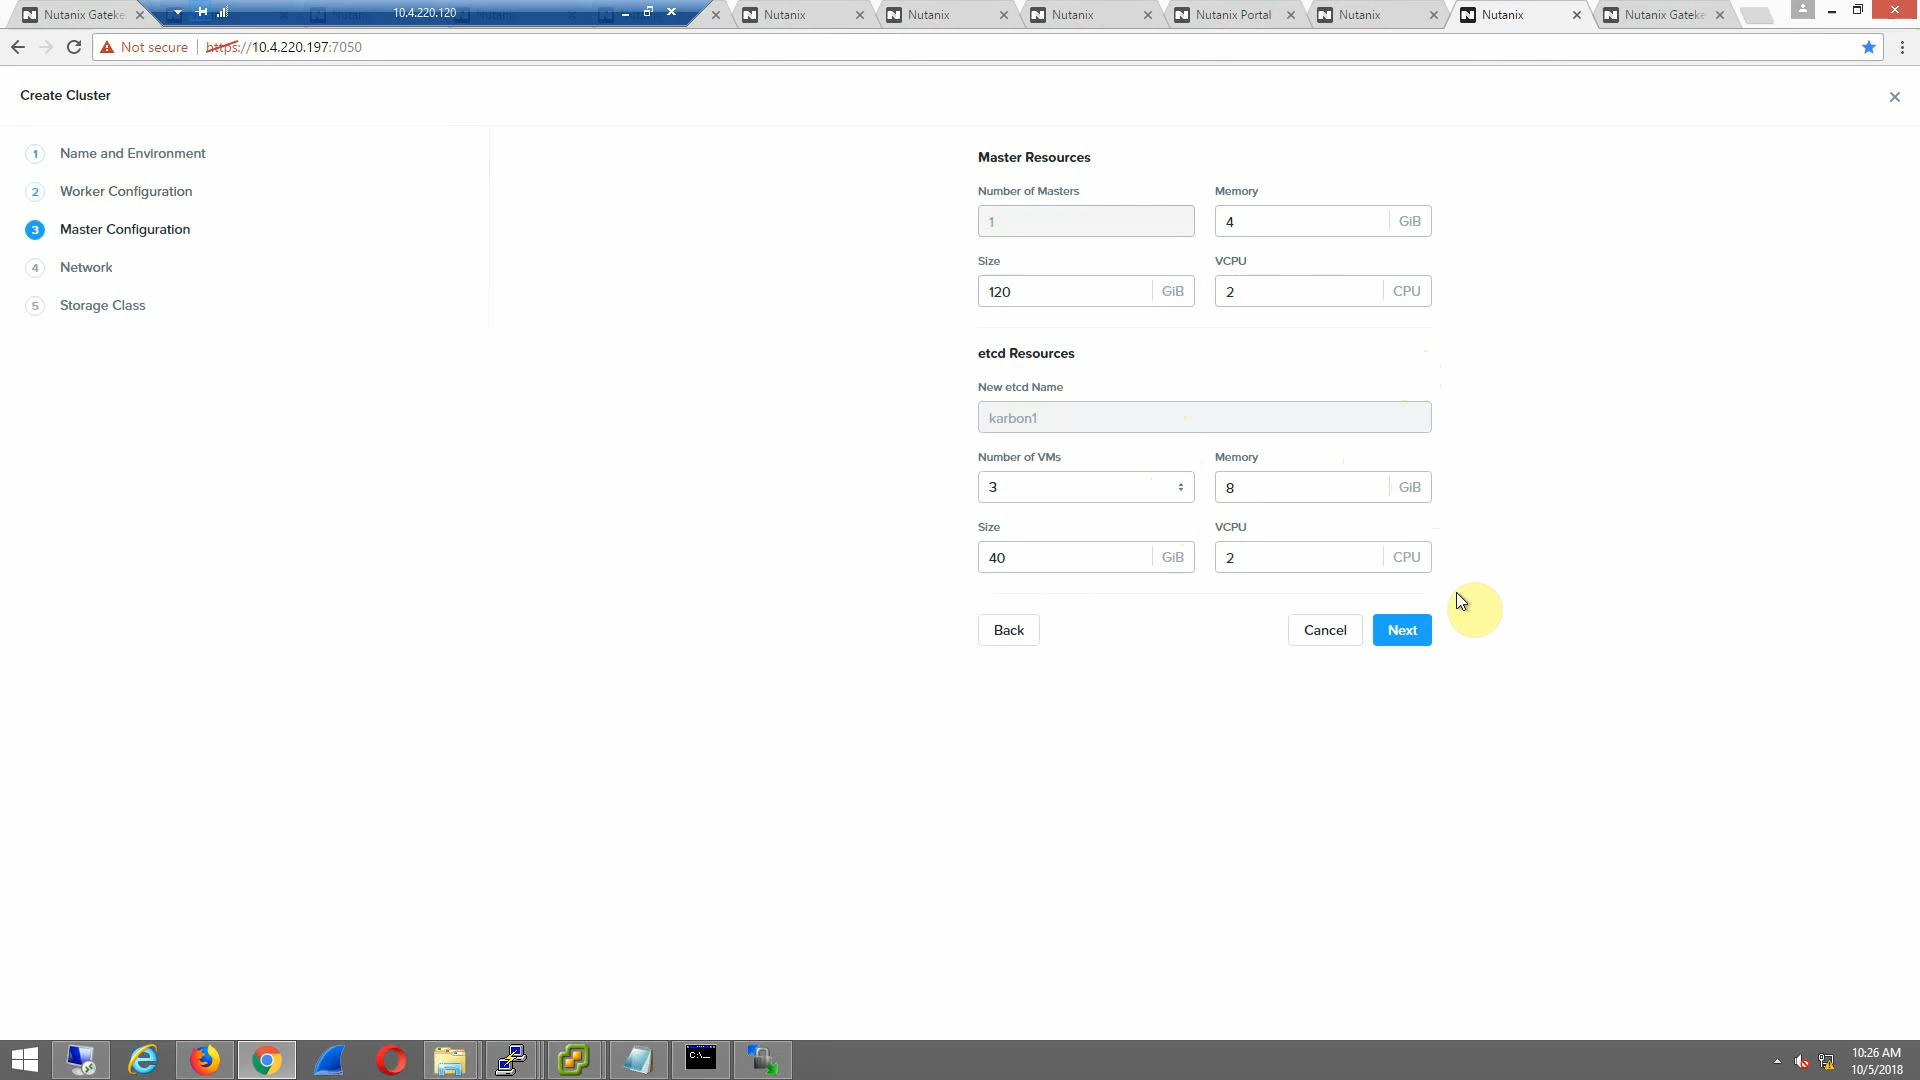 Nutanix Gateke
10.4.220.120
Nutanix
Nutanix
Nutanix
Nutanix Portal
Nutanix
Nutanix
Nutanix Gateke
Not secure
https://10.4.220.197:7050
Create Cluster
1 Name and Environment
2 Worker Configuration
3 Master Configuration
4 Network
5 Storage Class
Master Resources
Number of Masters Memory
1 4 GiB
Size VCPU
120 GiB 2 CPU
etcd Resources
New etcd Name
karbon1
Number of VMs Memory
3 8 GiB
Size VCPU
40 GiB 2 CPU
Back Cancel Next
C:\_
10:26 AM
10/5/2018